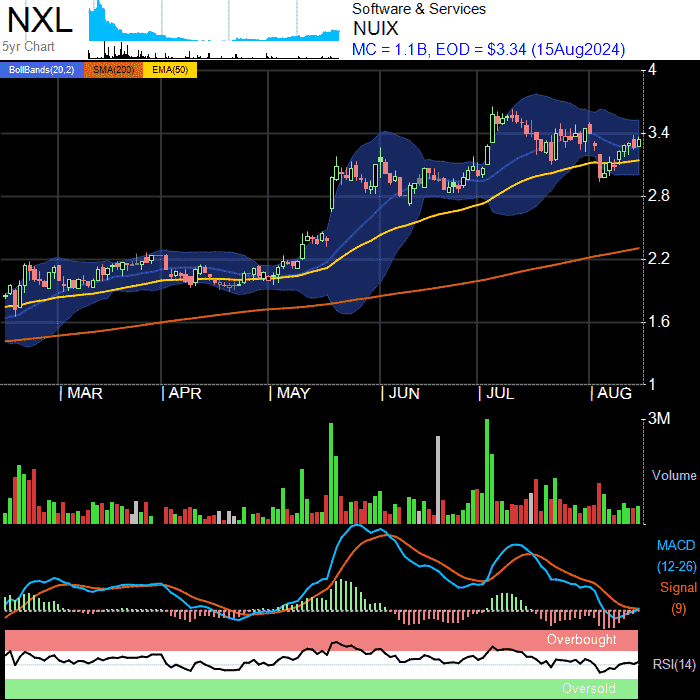 NXL
5yr Chart
Software & Services
NUIX
MC = 1.1B, EOD = $3.34 (15Aug2024)
BollBands(20,2) SMA(200) EMA(50)
4
3.4
2.8
2.2
1.6
1
MAR APR MAY JUN JUL AUG
3M
Volume
MACD
(12-26)
Signal
(9)
Overbought
RSI(14)
Oversold